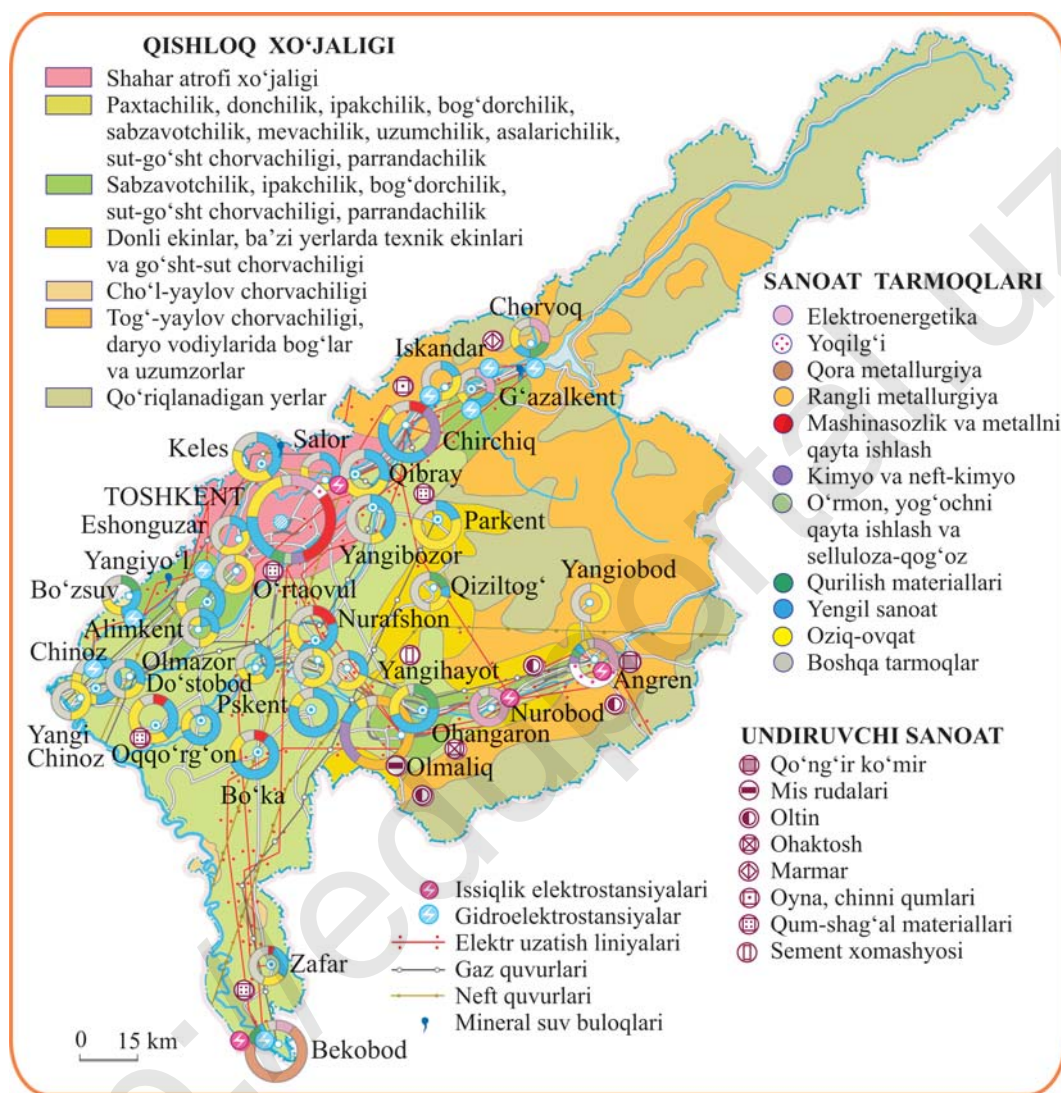 QISHLOQ XO‘JALIGI
Shahar atrofi xo‘jaligi
Paxtachilik, donchilik, ipakchilik, bog‘dorchilik,
sabzavotchilik, mevachilik, uzumchilik, asalarichilik,
sut-go‘sht chorvachiligi, parrandachilik
Sabzavotchilik, ipakchilik, bog‘dorchilik,
sut-go‘sht chorvachiligi, parrandachilik
Donli ekinlar, ba’zi yerlarda texnik ekinlari
va go‘sht-sut chorvachiligi
Cho‘l-yaylov chorvachiligi
Tog‘-yaylov chorvachiligi,
daryo vodiylarida bog‘lar
va uzumzorlar
Qo‘riqlanadigan yerlar
SANOAT TARMOQLARI
Elektroenergetika
Yoqilg‘i
Qora metallurgiya
Rangli metallurgiya
Mashinasozlik va metallni
qayta ishlash
Kimyo va neft-kimyo
O‘rmon, yog‘ochni
qayta ishlash va
selluloza-qog‘oz
Qurilish materiallari
Yengil sanoat
Oziq-ovqat
Boshqa tarmoqlar
Chorvoq
Iskandar
G‘azalkent
Chirchiq
Keles
Salor
Qibray
TOSHKENT
Eshonguzar
Parkent
Yangibozor
Yangiyo‘l
Yangiobod
Bo‘zsuv
O‘rtaovul
Qiziltog‘
Nurafshon
Alimkent
Chinoz
Olmazor
Yangihayot
Do‘stobod
Angren
Pskent
Nurobod
Yangi
Chinoz
Oqqo‘rg‘on
Ohangaron
Olmaliq
Bo‘ka
Zafar
Bekobod
UNDIRUVCHI SANOAT
Qo‘ng‘ir ko‘mir
Mis rudalari
Oltin
Ohaktosh
Marmar
Oyna, chinni qumlari
Qum-shag‘al materiallari
Sement xomashyosi
Issiqlik elektrostansiyalari
Gidroelektrostansiyalar
Elektr uzatish liniyalari
Gaz quvurlari
Neft quvurlari
Mineral suv buloqlari
0 15 km